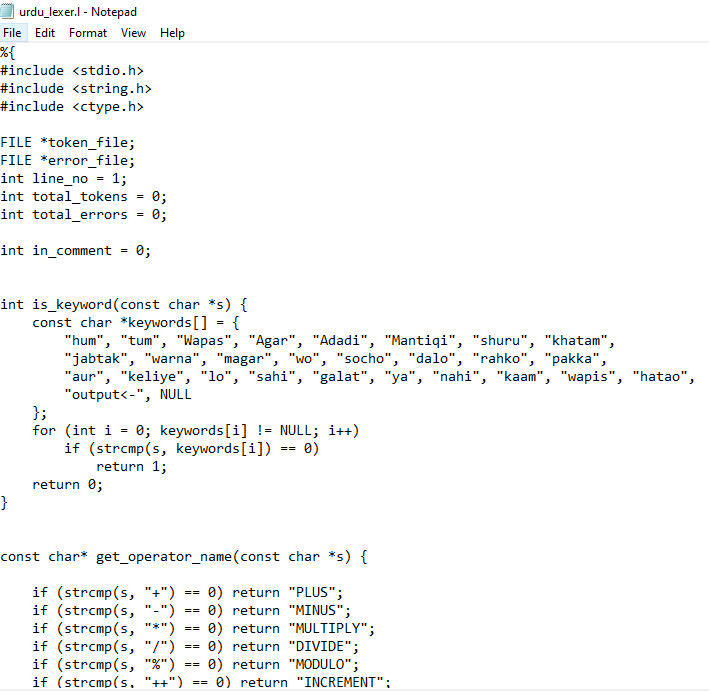 urdu_lexer.l - Notepad
File Edit Format View Help
%{
#include <stdio.h>
#include <string.h>
#include <ctype.h>
FILE *token_file;
FILE *error_file;
int line_no = 1;
int total_tokens = 0;
int total_errors = 0;
int in_comment = 0;
int is_keyword(const char *s) {
    const char *keywords[] = {
        "hum", "tum", "Wapas", "Agar", "Adadi", "Mantiqi", "shuru", "khatam",
        "jabtak", "warna", "magar", "wo", "socho", "dalo", "rahko", "pakka",
        "aur", "keliye", "lo", "sahi", "galat", "ya", "nahi", "kaam", "wapis", "hatao",
        "output<-", NULL
    };
    for (int i = 0; keywords[i] != NULL; i++)
        if (strcmp(s, keywords[i]) == 0)
            return 1;
    return 0;
}
const char* get_operator_name(const char *s) {
    if (strcmp(s, "+") == 0) return "PLUS";
    if (strcmp(s, "-") == 0) return "MINUS";
    if (strcmp(s, "*") == 0) return "MULTIPLY";
    if (strcmp(s, "/") == 0) return "DIVIDE";
    if (strcmp(s, "%") == 0) return "MODULO";
    if (strcmp(s, "++") == 0) return "INCREMENT";